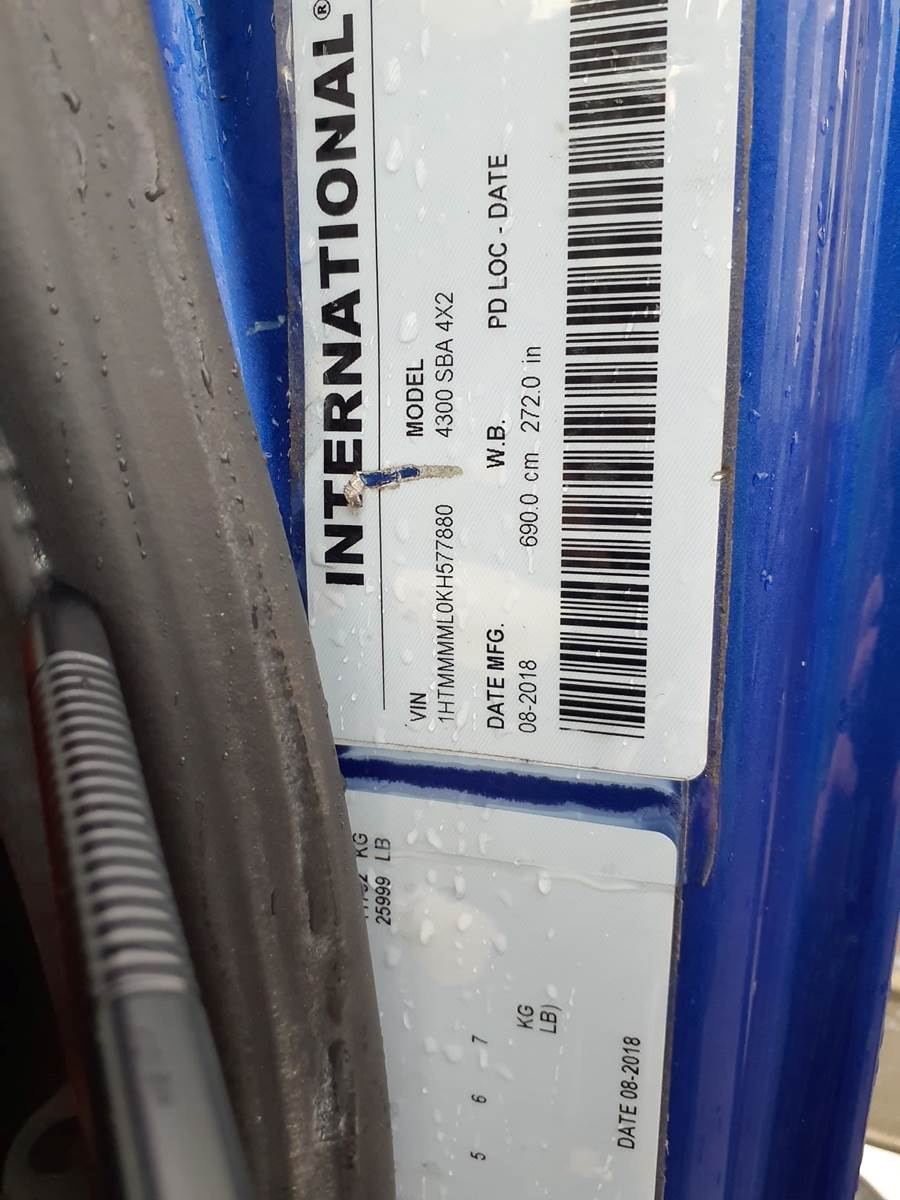 INTERNATIONAL®
VIN MODEL
1HTMMMML0KH577880 4300 SBA 4X2
DATE MFG. W.B. PD LOC - DATE
08-2018 690.0 cm 272.0 in
KG
25999 LB
5 6 7
KG
LB)
DATE 08-2018